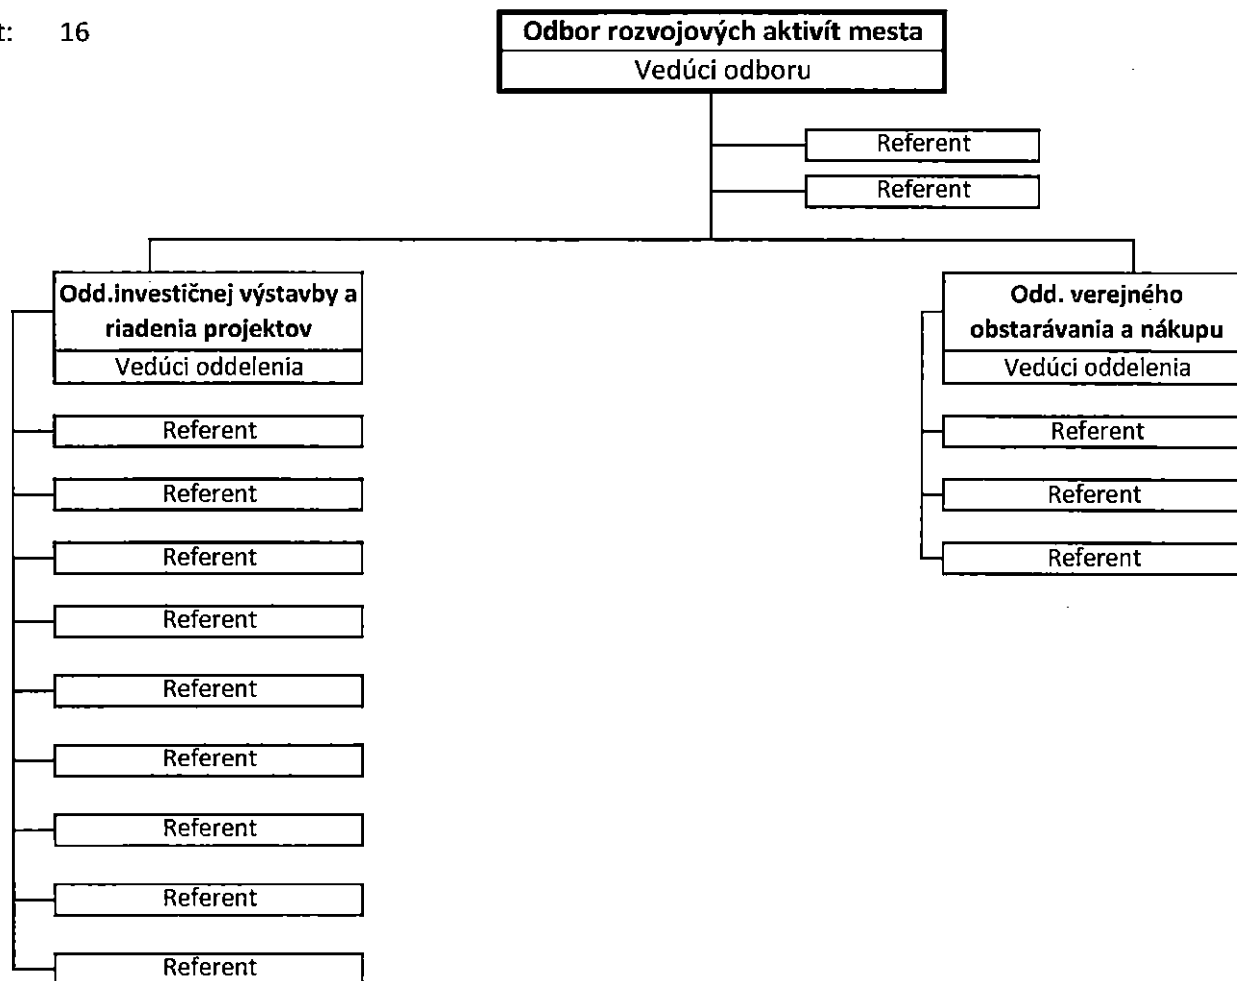 t: 16
Odbor rozvojových aktivít mesta
Vedúci odboru
Referent
Referent
Odd.investičnej výstavby a
riadenia projektov
Vedúci oddelenia
Referent
Referent
Referent
Referent
Referent
Referent
Referent
Referent
Referent
Odd. verejného
obstarávania a nákupu
Vedúci oddelenia
Referent
Referent
Referent